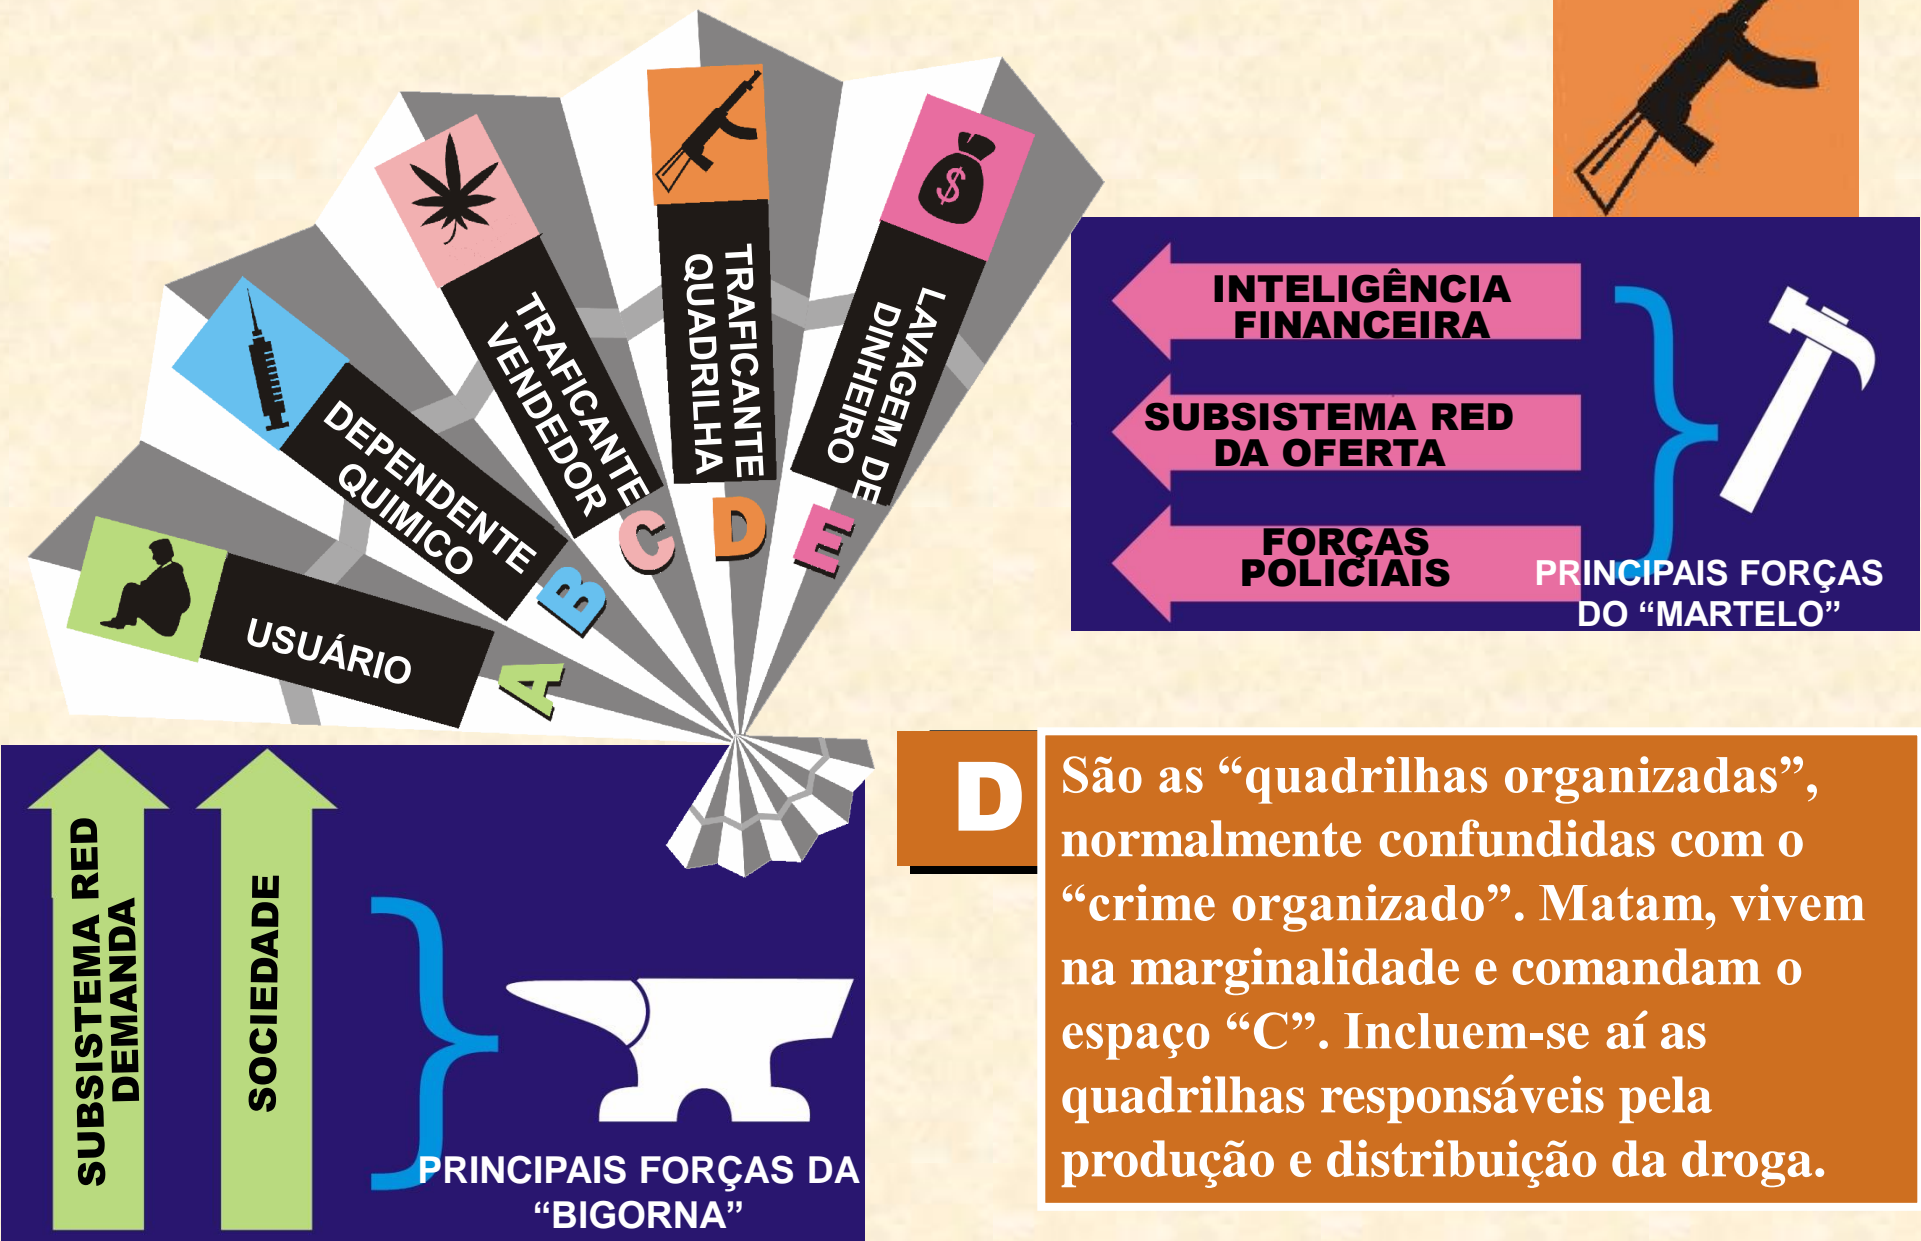 USUÁRIO
A
DEPENDENTE
QUIMICO
B
TRAFICANTE
VENDEDOR
C
TRAFICANTE
QUADRILHA
D
$
LAVAGEM DE
DINHEIRO
E
INTELIGÊNCIA
FINANCEIRA
SUBSISTEMA RED
DA OFERTA
FORÇAS
POLICIAIS
PRINCIPAIS FORÇAS
DO “MARTELO”
SUBSISTEMA RED
DEMANDA
SOCIEDADE
PRINCIPAIS FORÇAS DA
“BIGORNA”
D
São as “quadrilhas organizadas”,
normalmente confundidas com o
“crime organizado”. Matam, vivem
na marginalidade e comandam o
espaço “C”. Incluem-se aí as
quadrilhas responsáveis pela
produção e distribuição da droga.